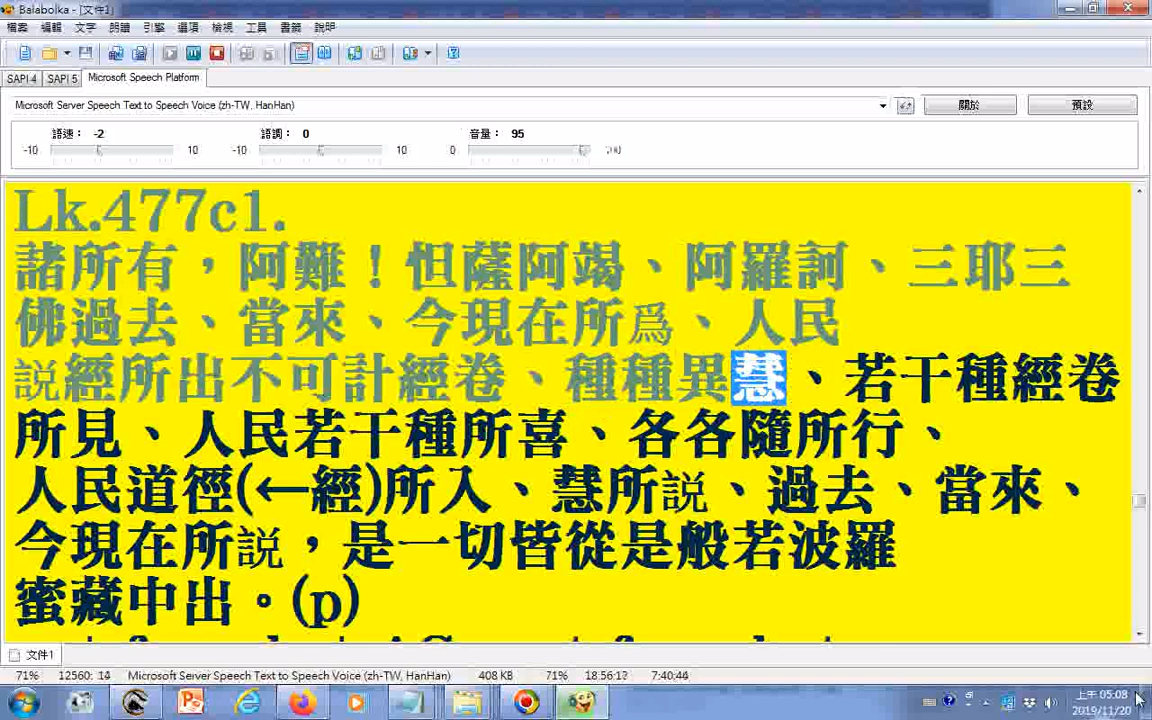 Balabolka - [文件1]
檔案 編輯 文字 朗讀 引擎 選項 檢視 工具 書籤 說明
SAPI 4 SAPI 5 Microsoft Speech Platform
Microsoft Server Speech Text to Speech Voice (zh-TW, HanHan) 關於 預設
語速： -2 語調： 0 音量： 95
-10 10 -10 10 0 100
Lk.477c1.
諸所有，阿難！怛薩阿竭、阿羅訶、三耶三
佛過去、當來、今現在所爲、人民
説經所出不可計經卷、種種異慧、若干種經卷
所見、人民若干種所喜、各各隨所行、
人民道徑(←經)所入、慧所説、過去、當來、
今現在所説，是一切皆從是般若波羅
蜜藏中出。(p)
文件1
71% 12560: 14 Microsoft Server Speech Text to Speech Voice (zh-TW, HanHan) 408 KB 71% 18:56:12 7:40:44
上午 05:08
2019/11/20